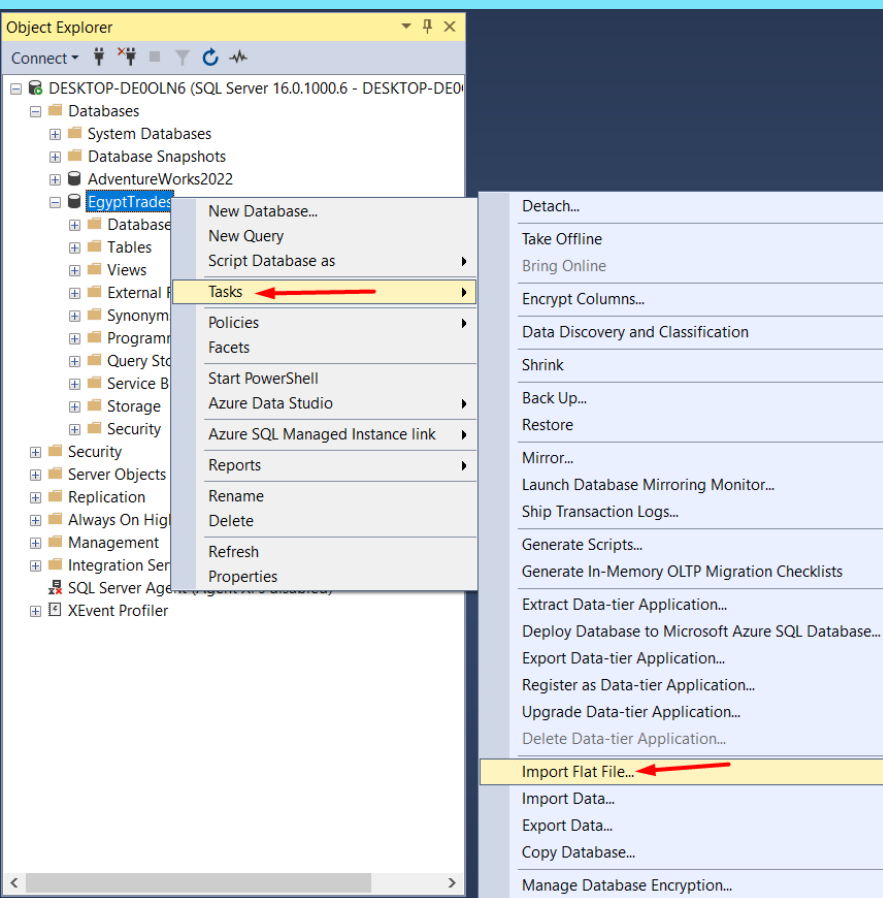 Object Explorer
Connect
DESKTOP-DE0OLN6 (SQL Server 16.0.1000.6 - DESKTOP-DE0
Databases
System Databases
Database Snapshots
AdventureWorks2022
EgyptTrades
Database
Tables
Views
External
Synonym
Programm
Query Sto
Service B
Storage
Security
Security
Server Objects
Replication
Always On High
Management
Integration Ser
SQL Server Agent (Agent XPs disabled)
XEvent Profiler
New Database...
New Query
Script Database as
Tasks
Policies
Facets
Start PowerShell
Azure Data Studio
Azure SQL Managed Instance link
Reports
Rename
Delete
Refresh
Properties
Detach...
Take Offline
Bring Online
Encrypt Columns...
Data Discovery and Classification
Shrink
Back Up...
Restore
Mirror...
Launch Database Mirroring Monitor...
Ship Transaction Logs...
Generate Scripts...
Generate In-Memory OLTP Migration Checklists
Extract Data-tier Application...
Deploy Database to Microsoft Azure SQL Database...
Export Data-tier Application...
Register as Data-tier Application...
Upgrade Data-tier Application...
Delete Data-tier Application...
Import Flat File...
Import Data...
Export Data...
Copy Database...
Manage Database Encryption...